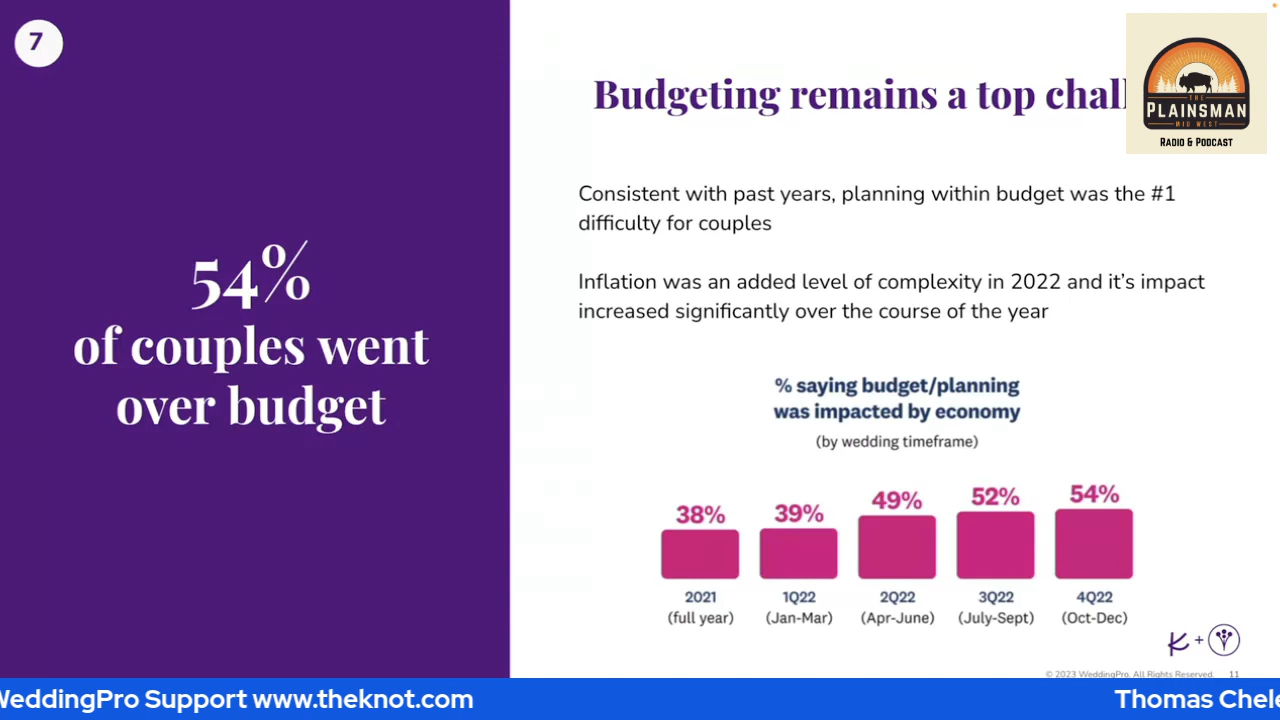 7
54%
of couples went
over budget
Budgeting remains a top
THE
PLAINSMAN
MID WEST
RADIO & PODCAST
Consistent with past years, planning within budget was the #1
difficulty for couples
Inflation was an added level of complexity in 2022 and it's impact
increased significantly over the course of the year
% saying budget/planning
was impacted by economy
(by wedding timeframe)
38% 39% 49% 52% 54%
2021 1Q22 2Q22 3Q22 4Q22
(full year) (Jan-Mar) (Apr-June) (July-Sept) (Oct-Dec)
K +
© 2023 WeddingPro. All Rights Reserved. 11
WeddingPro Support www.theknot.com
Thomas